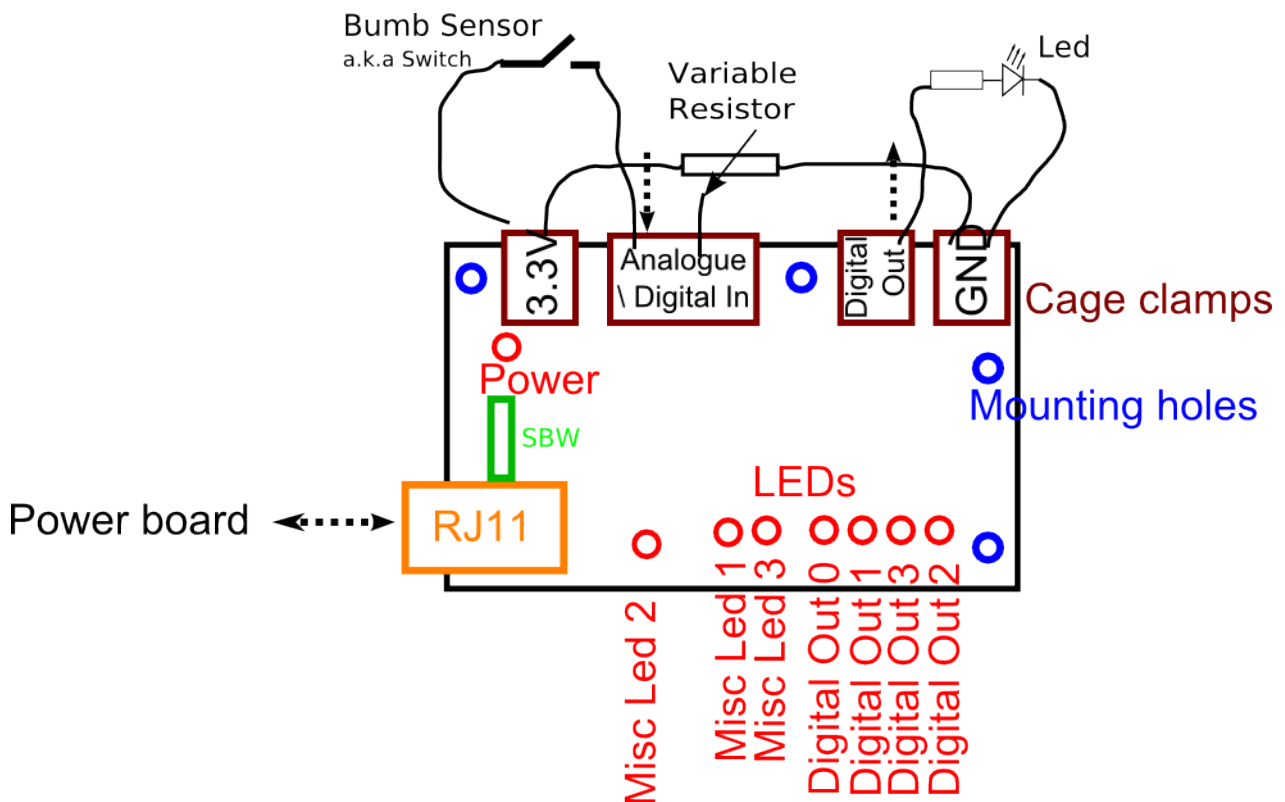 Bumb Sensor
a.k.a Switch
Variable
Resistor
Led
3.3V
Analogue
\ Digital In
Digital
Out
GND
Cage clamps
Power
Mounting holes
SBW
LEDs
Power board
RJ11
Misc Led 2
Misc Led 1
Misc Led 3
Digital Out 0
Digital Out 1
Digital Out 3
Digital Out 2